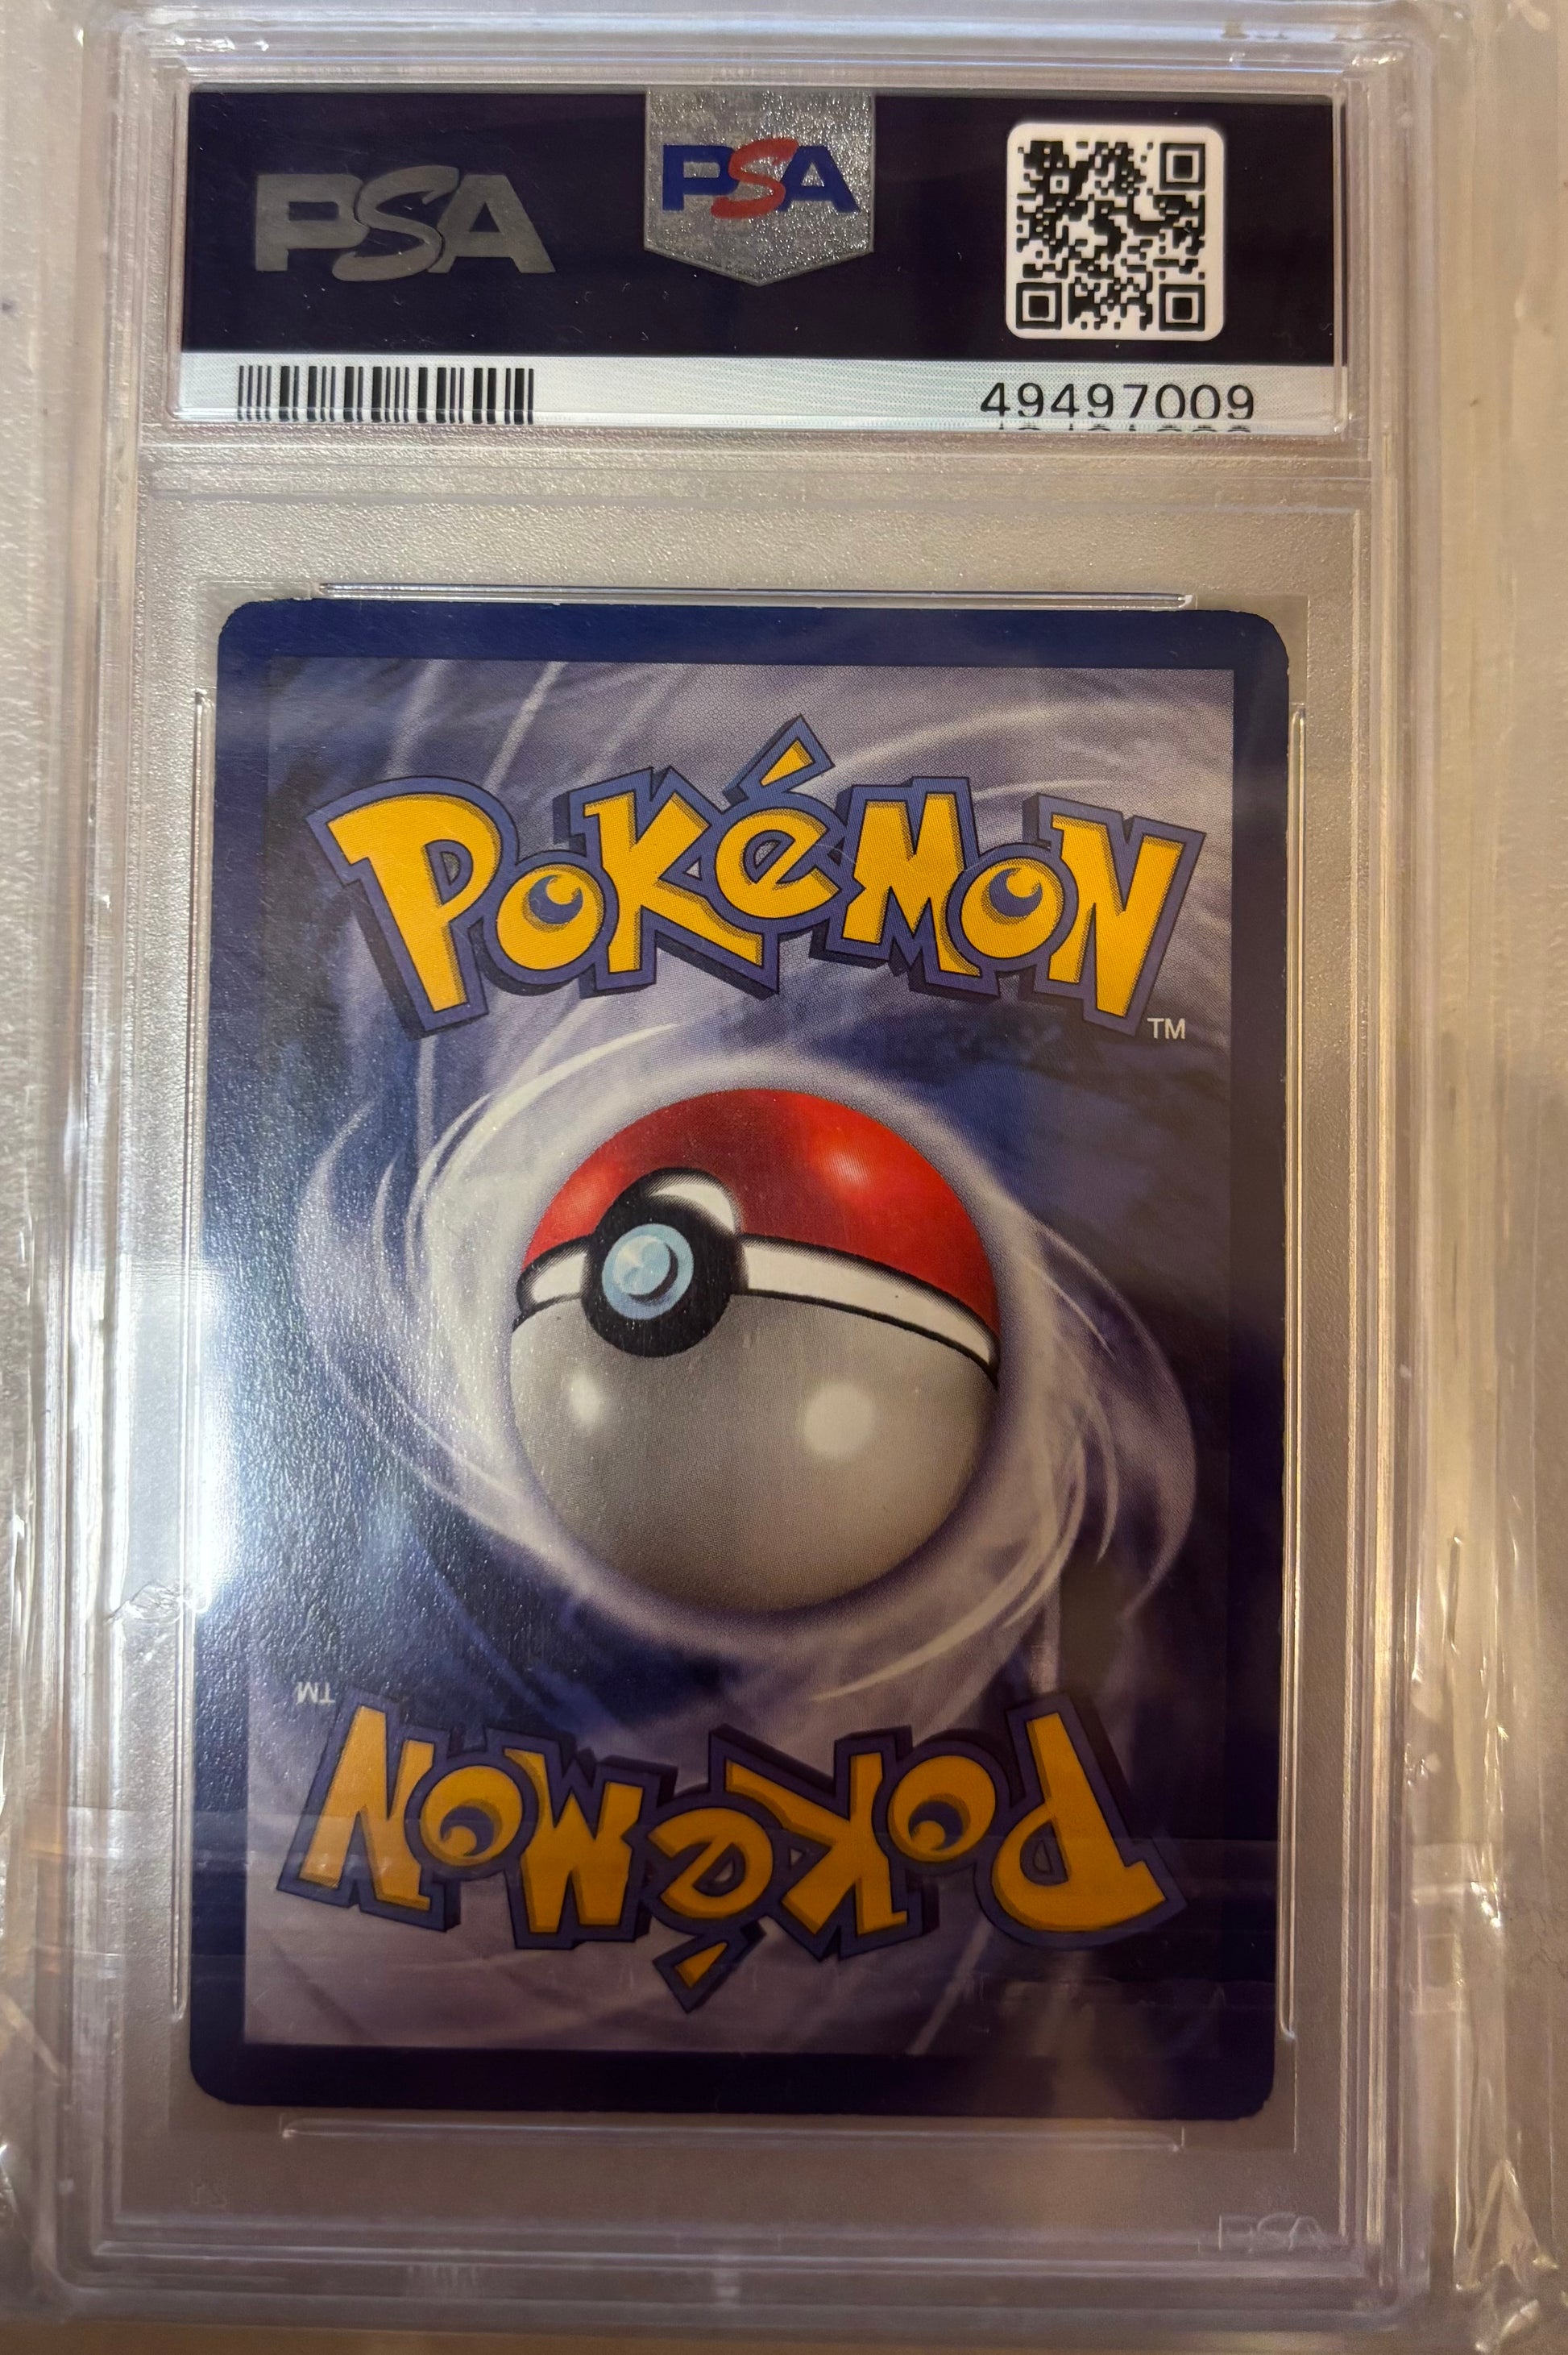 PSA PSA
49497009
POKéMON
TM
TM
POKéMON
PSA